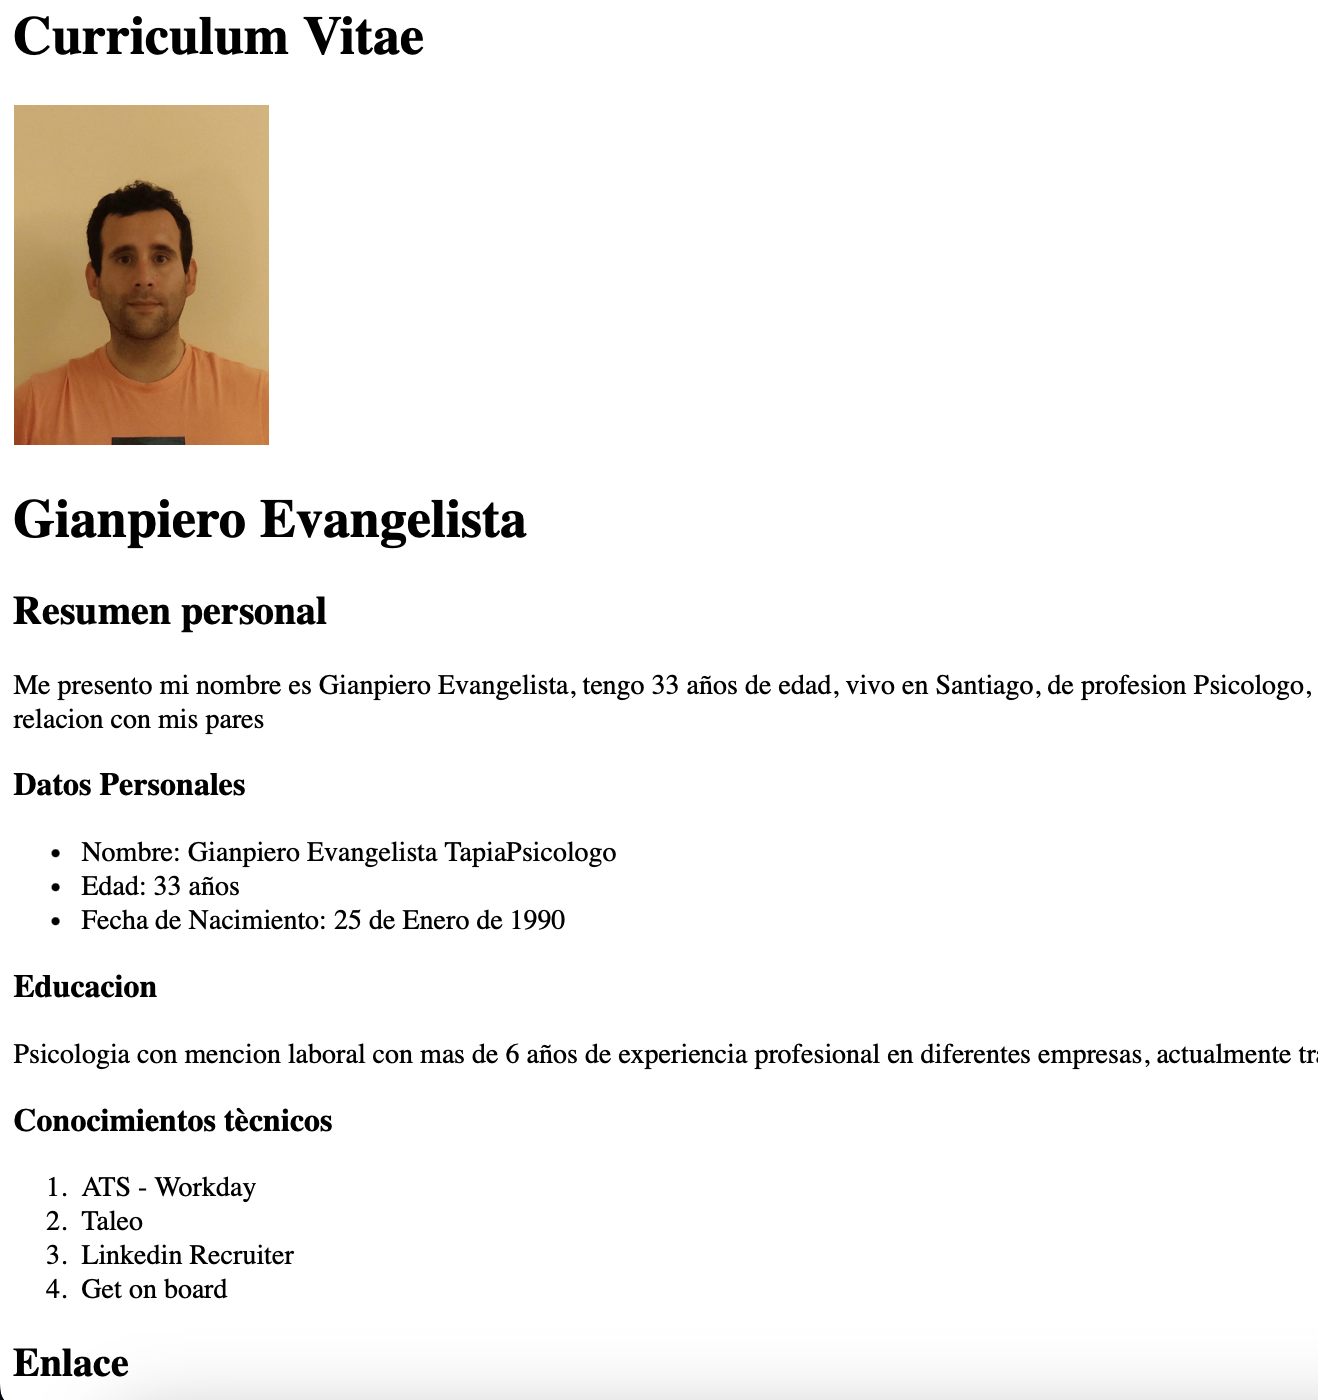 Curriculum Vitae
Gianpiero Evangelista
Resumen personal
Me presento mi nombre es Gianpiero Evangelista, tengo 33 años de edad, vivo en Santiago, de profesion Psicologo,
relacion con mis pares
Datos Personales
• Nombre: Gianpiero Evangelista TapiaPsicologo
• Edad: 33 años
• Fecha de Nacimiento: 25 de Enero de 1990
Educacion
Psicologia con mencion laboral con mas de 6 años de experiencia profesional en diferentes empresas, actualmente
Conocimientos tècnicos
1. ATS - Workday
2. Taleo
3. Linkedin Recruiter
4. Get on board
Enlace